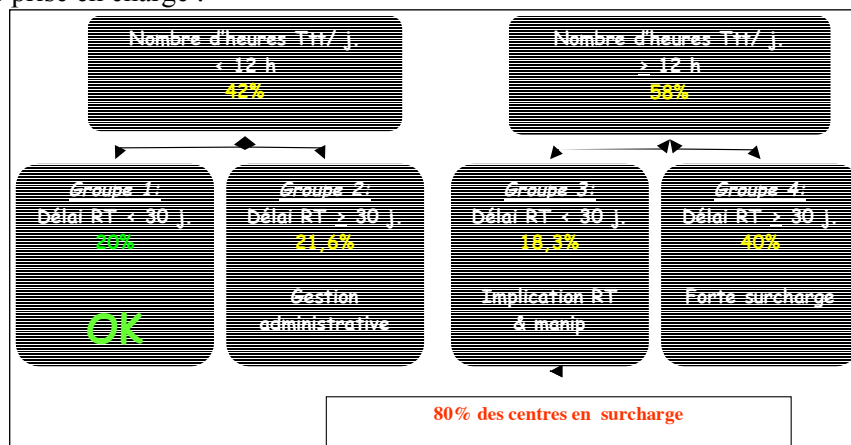 prise en charge :
Nombre d'heures Ttt/ j.
< 12 h
42%
Nombre d'heures Ttt/ j.
≥ 12 h
58%
Groupe 1:
Délai RT < 30 j.
20%
OK
Groupe 2:
Délai RT > 30 j.
21,6%
Gestion
administrative
Groupe 3:
Délai RT < 30 j.
18,3%
Implication RT
& manip
Groupe 4:
Délai RT ≥ 30 j.
40%
Forte surcharge
80% des centres en surcharge